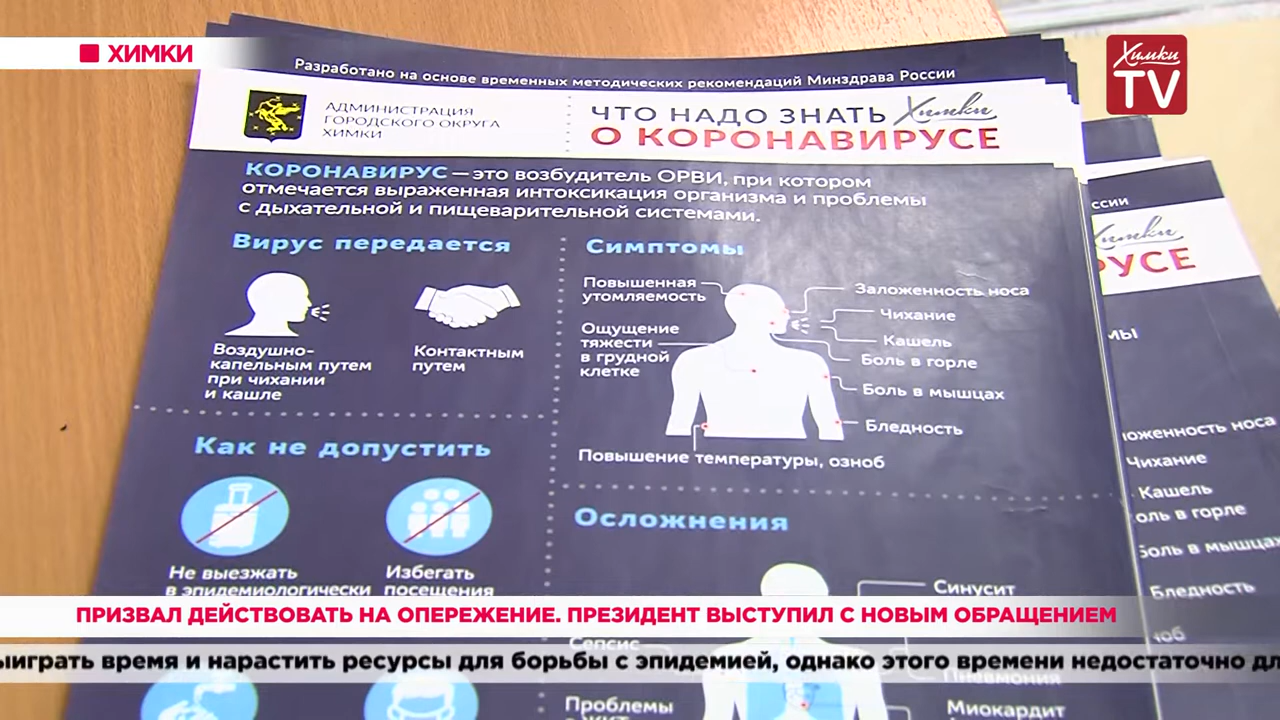 ХИМКИ
Химки
TV
Разработано на основе временных методических рекомендаций Минздрава России
АДМИНИСТРАЦИЯ
ГОРОДСКОГО ОКРУГА
ХИМКИ
ЧТО НАДО ЗНАТЬ Химки
О КОРОНАВИРУСЕ
КОРОНАВИРУС — это возбудитель ОРВИ, при котором
отмечается выраженная интоксикация организма и проблемы
с дыхательной и пищеварительной системами.
Вирус передается
Воздушно-
капельным путем
при чихании
и кашле
Контактным
путем
Симптомы
Повышенная
утомляемость
Ощущение
тяжести
в грудной
клетке
Заложенность носа
Чихание
Кашель
Боль в горле
Боль в мышцах
Бледность
Повышение температуры, озноб
Как не допустить
Не выезжать
в эпидемиологически
Избегать
посещения
Осложнения
Синусит
Сепсис
Пневмония
Проблемы
Миокардит
ссии
Химки
РУСЕ
мы
ложенность носа
Чихание
Кашель
оль в горле
Боль в мышцах
Бледность
ноб
ПРИЗВАЛ ДЕЙСТВОВАТЬ НА ОПЕРЕЖЕНИЕ. ПРЕЗИДЕНТ ВЫСТУПИЛ С НОВЫМ ОБРАЩЕНИЕМ
ыиграть время и нарастить ресурсы для борьбы с эпидемией, однако этого времени недостаточно дл